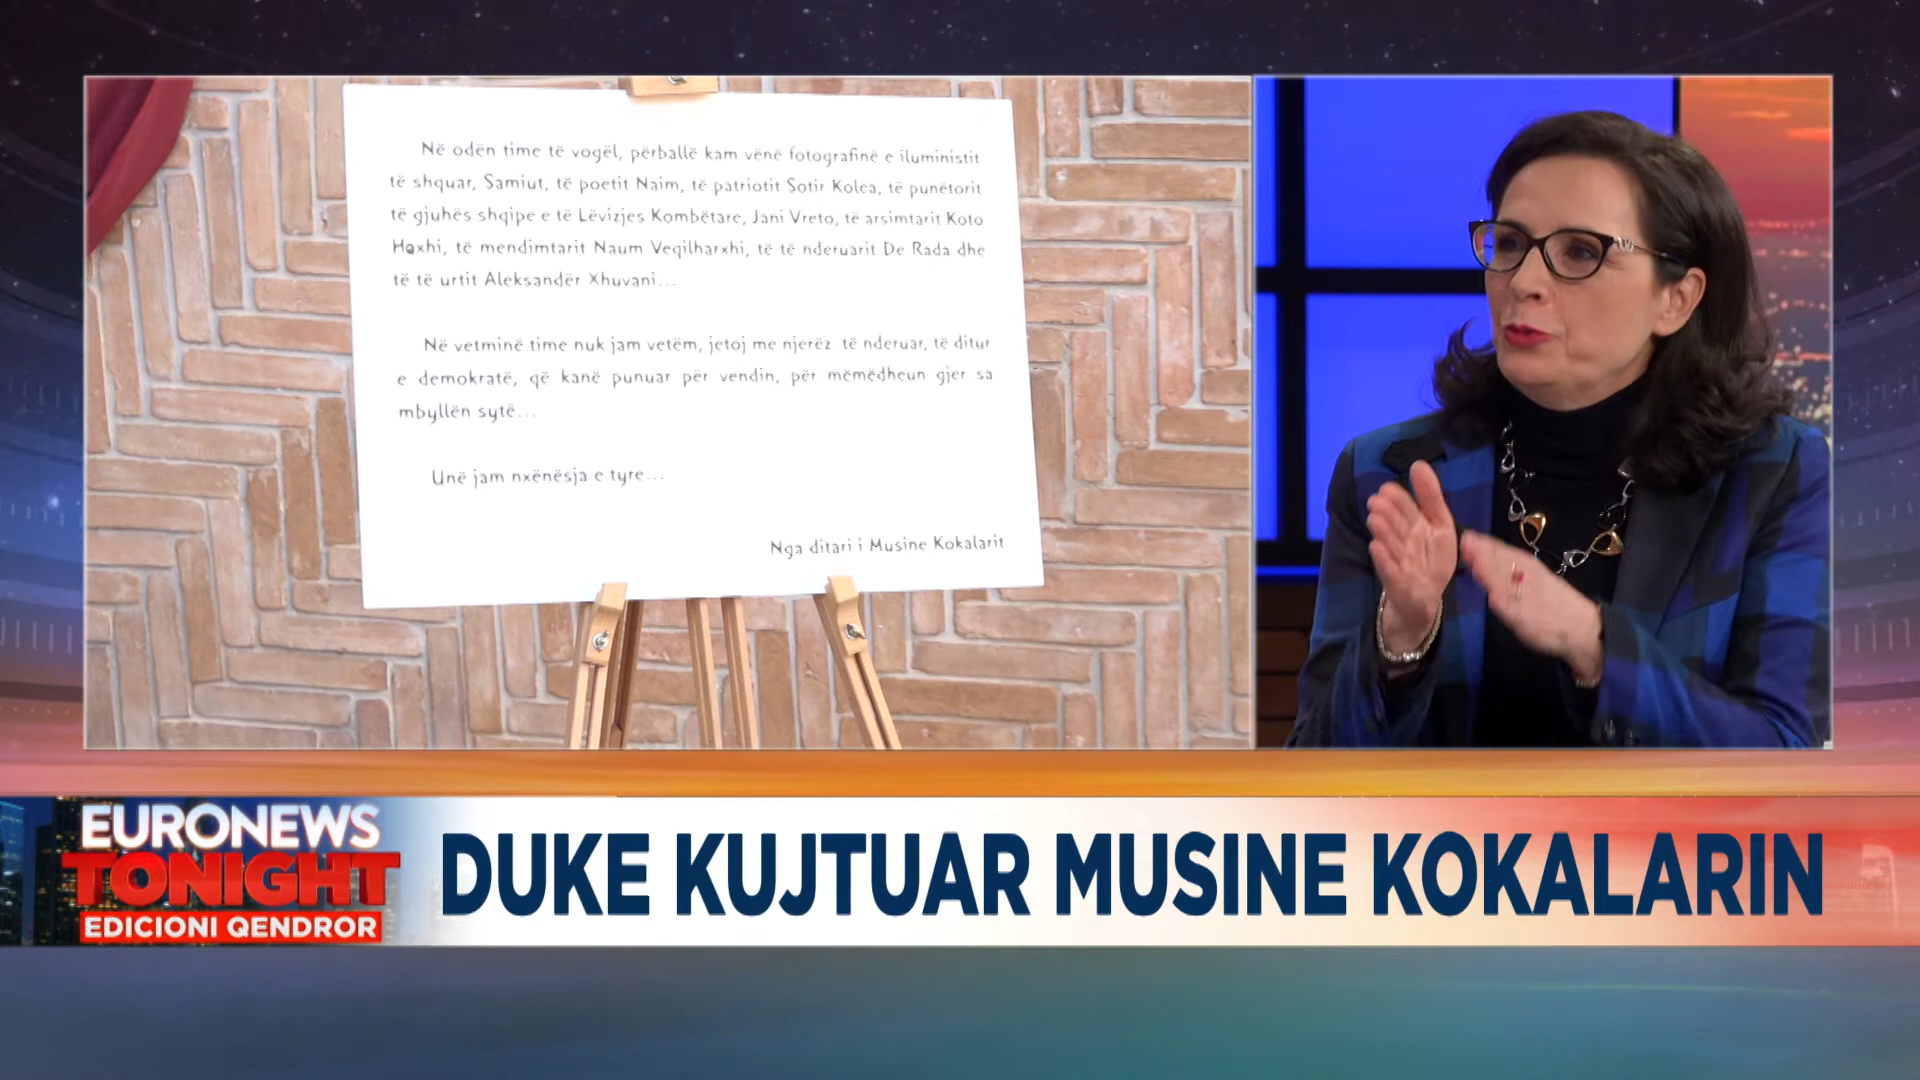 Në odën time të vogël, përballë kam vënë fotografinë e iluministit
të shquar, Samiut, të poetit Naim, të patriotit Sotir Kolea, të punëtorit
të gjuhës shqipe e të Lëvizjes Kombëtare, Jani Vreto, të arsimtarit Koto
Hoxhi, të mendimtarit Naum Veqilharxhi, të të nderuarit De Rada dhe
të të urtit Aleksandër Xhuvani...
Në vetminë time nuk jam vetëm, jetoj me njerëz të nderuar, të ditur
e demokratë, që kanë punuar për vendin, për mëmëdheun gjer sa
mbyllën sytë...
Unë jam nxënësja e tyre...
Nga ditari i Musine Kokalarit
EURONEWS
TONIGHT
EDICIONI QENDROR
DUKE KUJTUAR MUSINE KOKALARIN